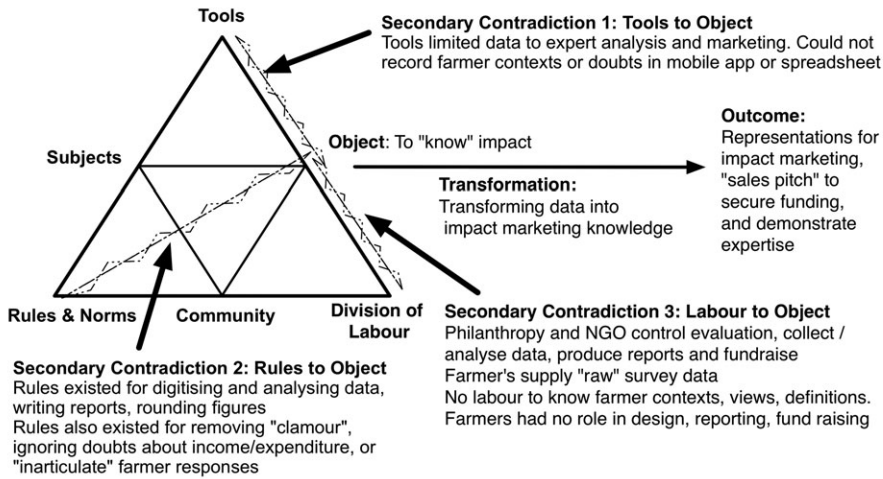 Tools
Secondary Contradiction 1: Tools to Object
Tools limited data to expert analysis and marketing. Could not
record farmer contexts or doubts in mobile app or spreadsheet
Subjects
Object: To "know" impact
Transformation:
Transforming data into
impact marketing knowledge
Outcome:
Representations for
impact marketing,
"sales pitch" to
secure funding,
and demonstrate
expertise
Rules & Norms
Community
Division of
Labour
Secondary Contradiction 2: Rules to Object
Rules existed for digitising and analysing data,
writing reports, rounding figures
Rules also existed for removing "clamour",
ignoring doubts about income/expenditure, or
"inarticulate" farmer responses
Secondary Contradiction 3: Labour to Object
Philanthropy and NGO control evaluation, collect /
analyse data, produce reports and fundraise
Farmer's supply "raw" survey data
No labour to know farmer contexts, views, definitions.
Farmers had no role in design, reporting, fund raising